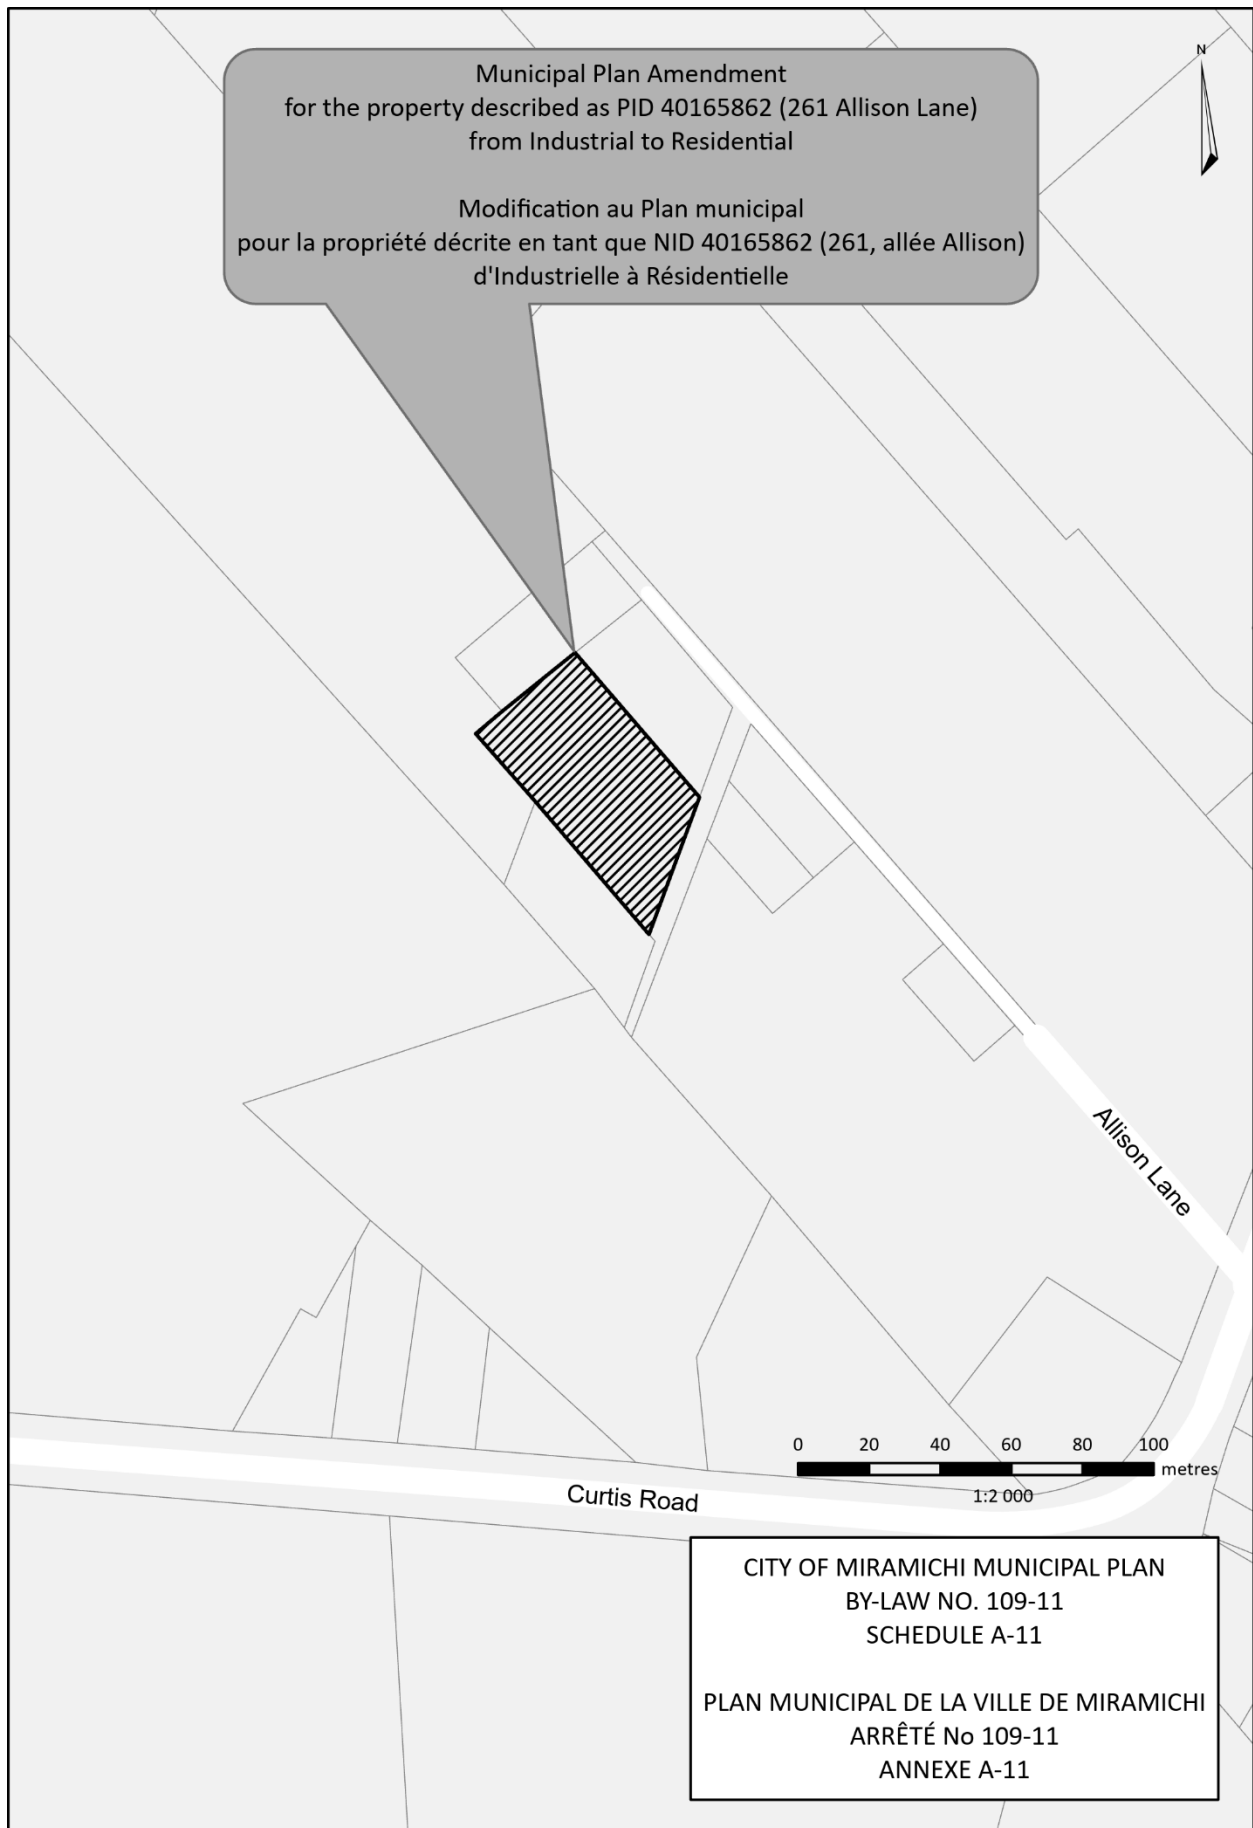 Municipal Plan Amendment
for the property described as PID 40165862 (261 Allison Lane)
from Industrial to Residential
Modification au Plan municipal
pour la propriété décrite en tant que NID 40165862 (261, allée Allison)
d'Industrielle à Résidentielle
N
Allison Lane
0 20 40 60 80 100
metres
1:2 000
Curtis Road
CITY OF MIRAMICHI MUNICIPAL PLAN
BY-LAW NO. 109-11
SCHEDULE A-11
PLAN MUNICIPAL DE LA VILLE DE MIRAMICHI
ARRÊTÉ No 109-11
ANNEXE A-11